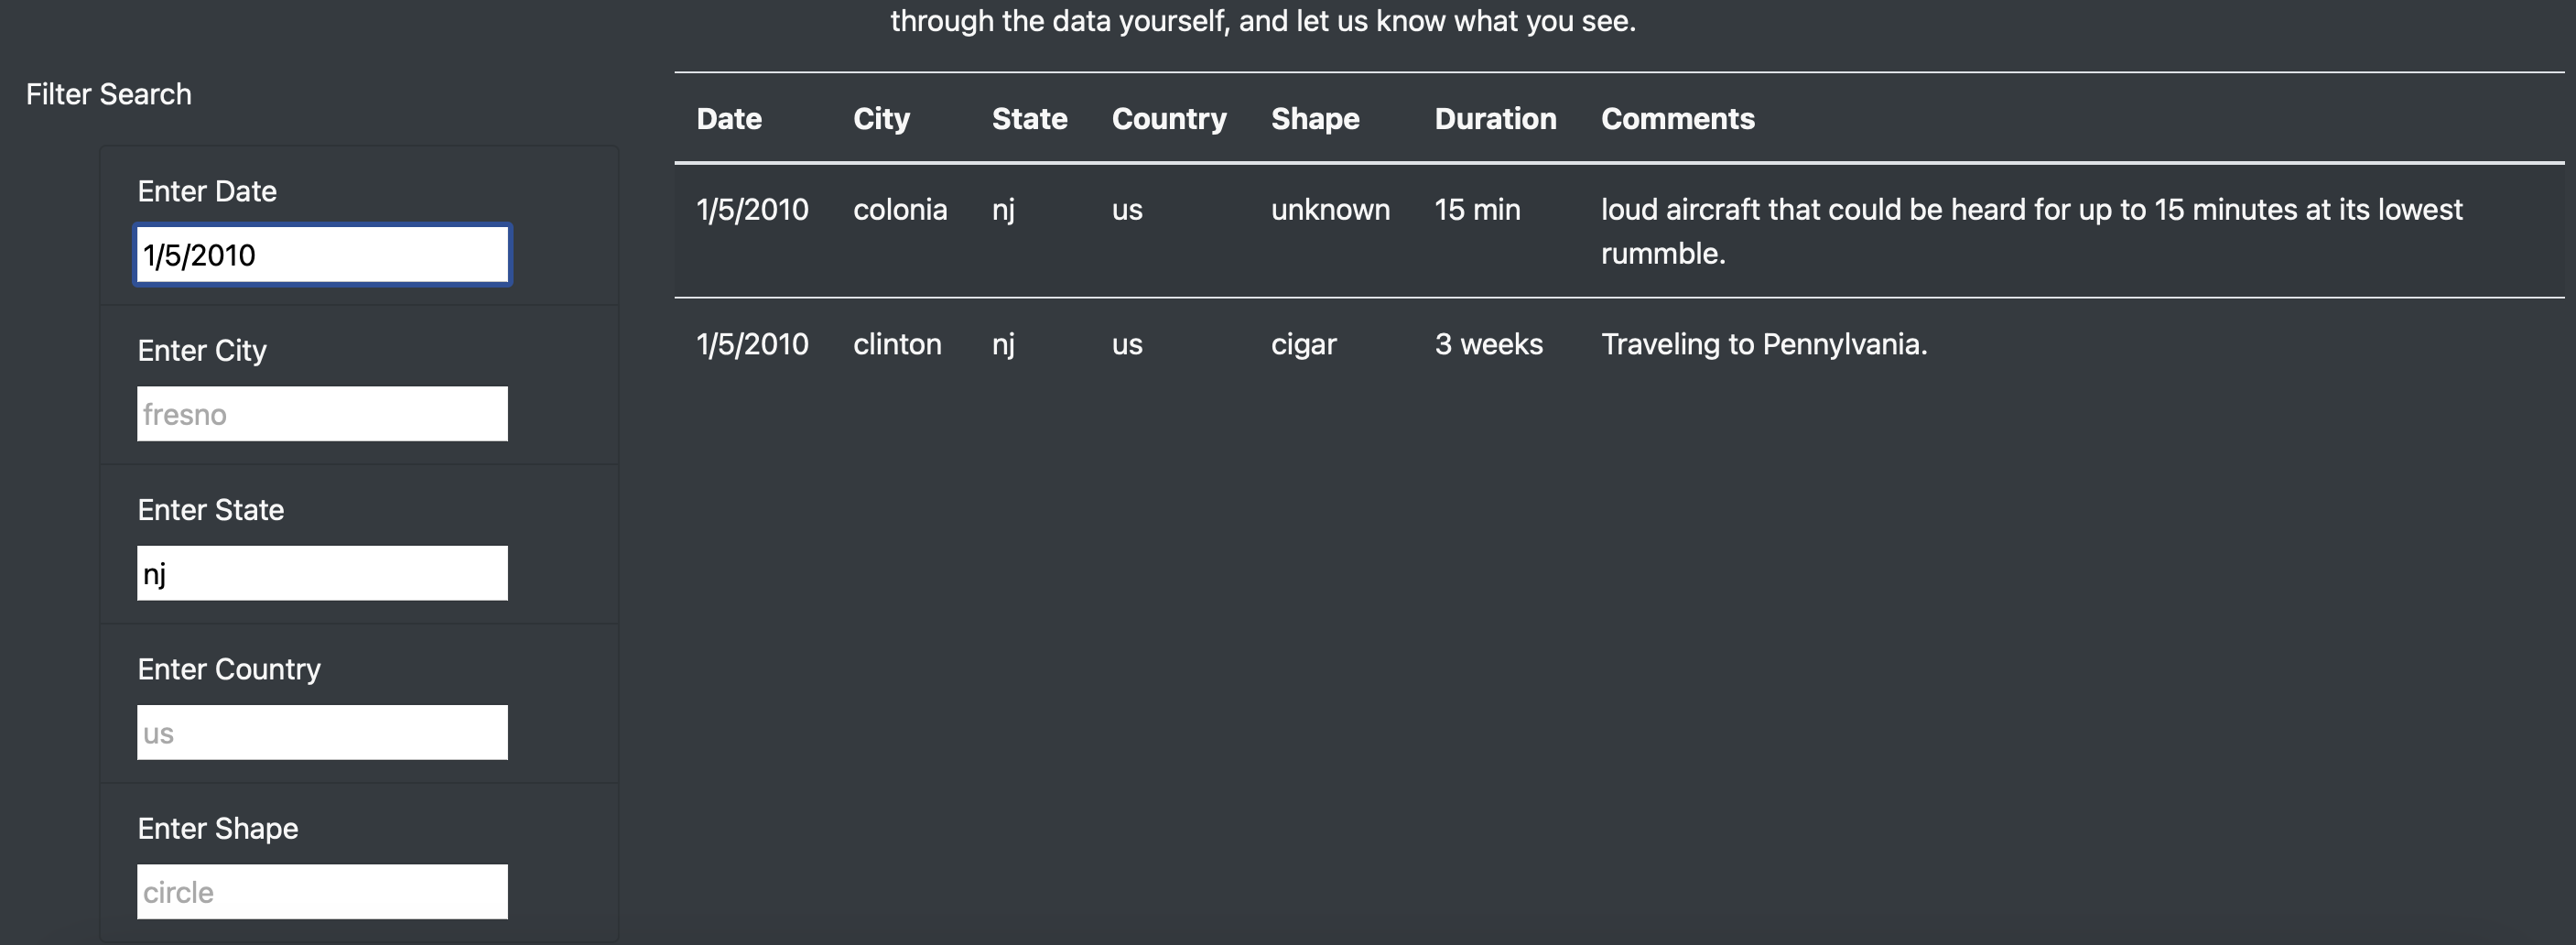 through the data yourself, and let us know what you see.
Filter Search
Enter Date
1/5/2010
Enter City
fresno
Enter State
nj
Enter Country
us
Enter Shape
circle
Date City State Country Shape Duration Comments
1/5/2010 colonia nj us unknown 15 min loud aircraft that could be heard for up to 15 minutes at its lowest
rummble.
1/5/2010 clinton nj us cigar 3 weeks Traveling to Pennylvania.